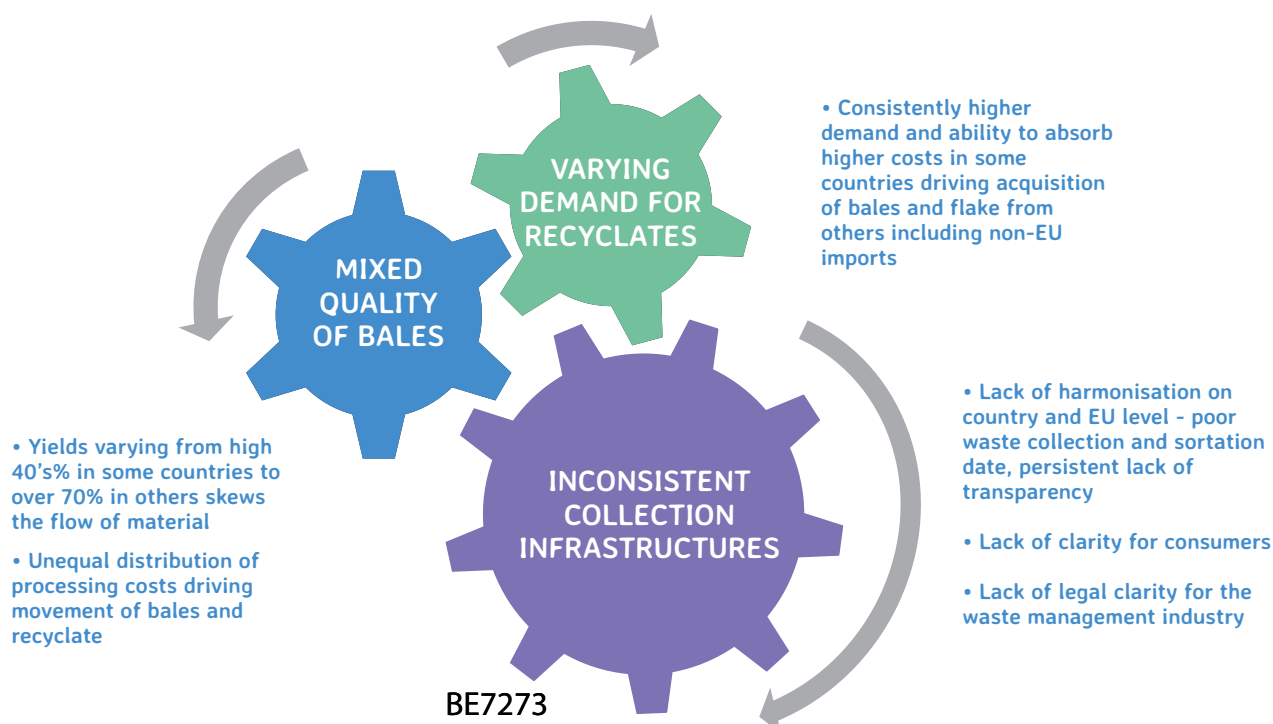 VARYING
DEMAND FOR
RECYCLATES
• Consistently higher
demand and ability to absorb
higher costs in some
countries driving acquisition
of bales and flake from
others including non-EU
imports
MIXED
QUALITY
OF BALES
• Yields varying from high
40's% in some countries to
over 70% in others skews
the flow of material
• Unequal distribution of
processing costs driving
movement of bales and
recyclate
INCONSISTENT
COLLECTION
INFRASTRUCTURES
• Lack of harmonisation on
country and EU level - poor
waste collection and sortation
date, persistent lack of
transparency
• Lack of clarity for consumers
• Lack of legal clarity for the
waste management industry
BE7273